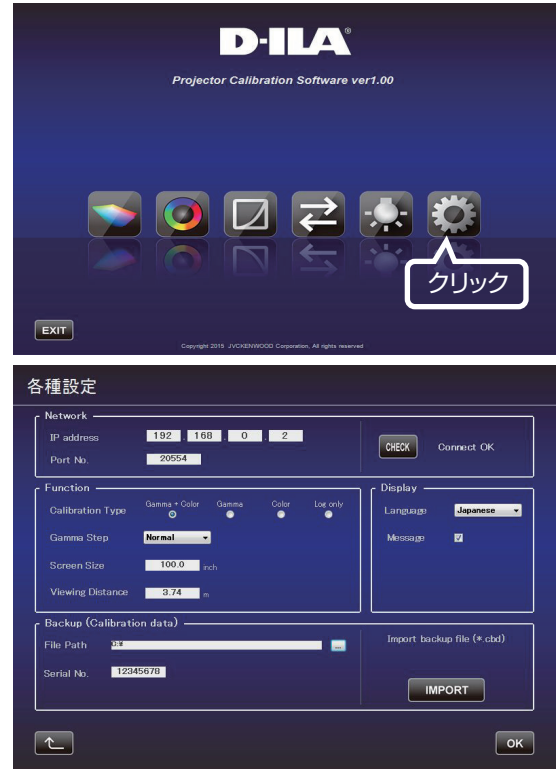 D-ILA®
Projector Calibration Software ver1.00
クリック
EXIT
Copyright 2015 JVCKENWOOD Corporation, All rights reserved
各種設定
Network
IP address 192 . 168 . 0 . 2
CHECK Connect OK
Port No. 20554
Function
Calibration Type Gamma + Color Gamma Color Log only
Gamma Step Normal
Screen Size 100.0 inch
Viewing Distance 3.74 m
Display
Language Japanese
Message
Backup (Calibration data)
File Path D:¥ ...
Serial No. 12345678
Import backup file (*.cbd)
IMPORT
OK